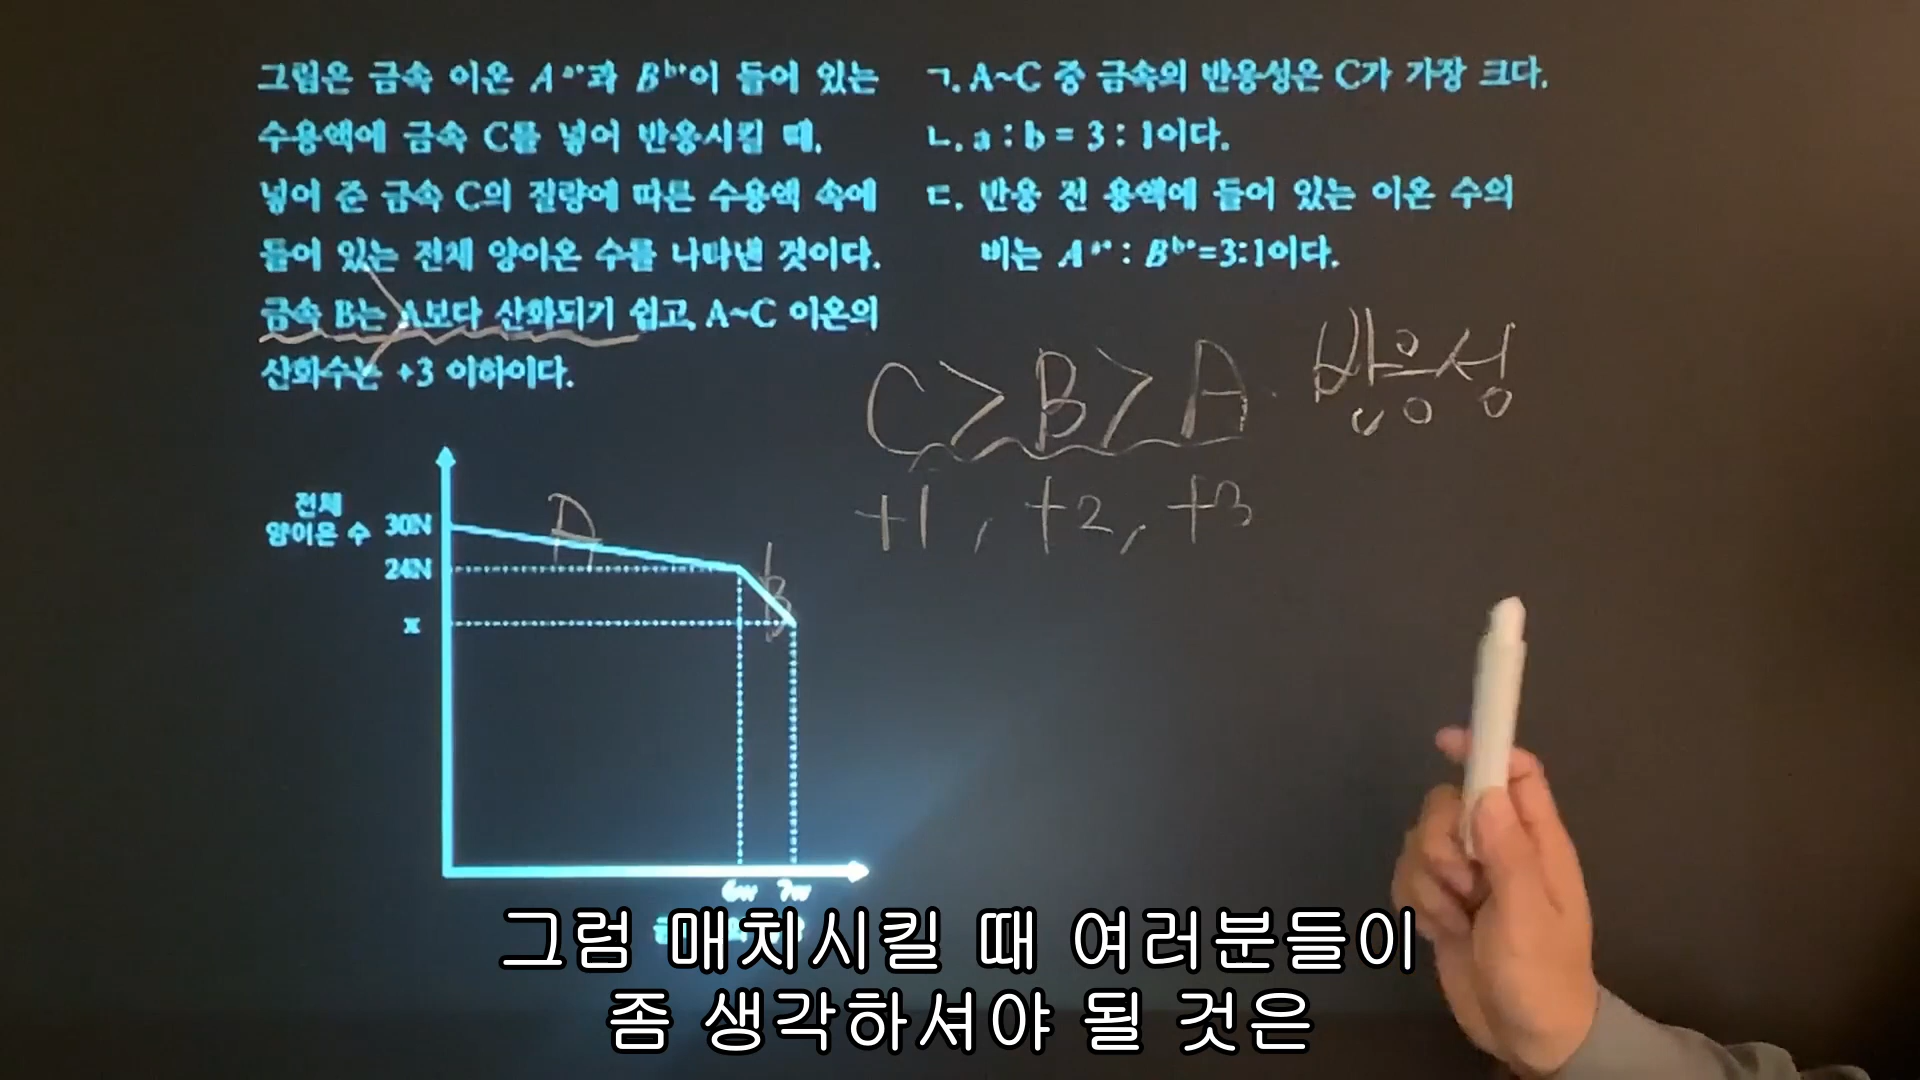 그림은 금속 이온 Aᵃ⁺과 Bᵇ⁺이 들어 있는
수용액에 금속 C를 넣어 반응시킬 때,
넣어 준 금속 C의 질량에 따른 수용액 속에
들어 있는 전체 양이온 수를 나타낸 것이다.
금속 B는 A보다 산화되기 쉽고, A~C 이온의
산화수는 +3 이하이다.
ㄱ. A~C 중 금속의 반응성은 C가 가장 크다.
ㄴ. a : b = 3 : 1이다.
ㄷ. 반응 전 용액에 들어 있는 이온 수의
비는 Aᵃ⁺ : Bᵇ⁺=3:1이다.
C > B > A 반응성
+1, +2, +3
전체
양이온 수
30N
24N
x
A
B
6w 7w
그럼 매치시킬 때 여러분들이
좀 생각하셔야 될 것은